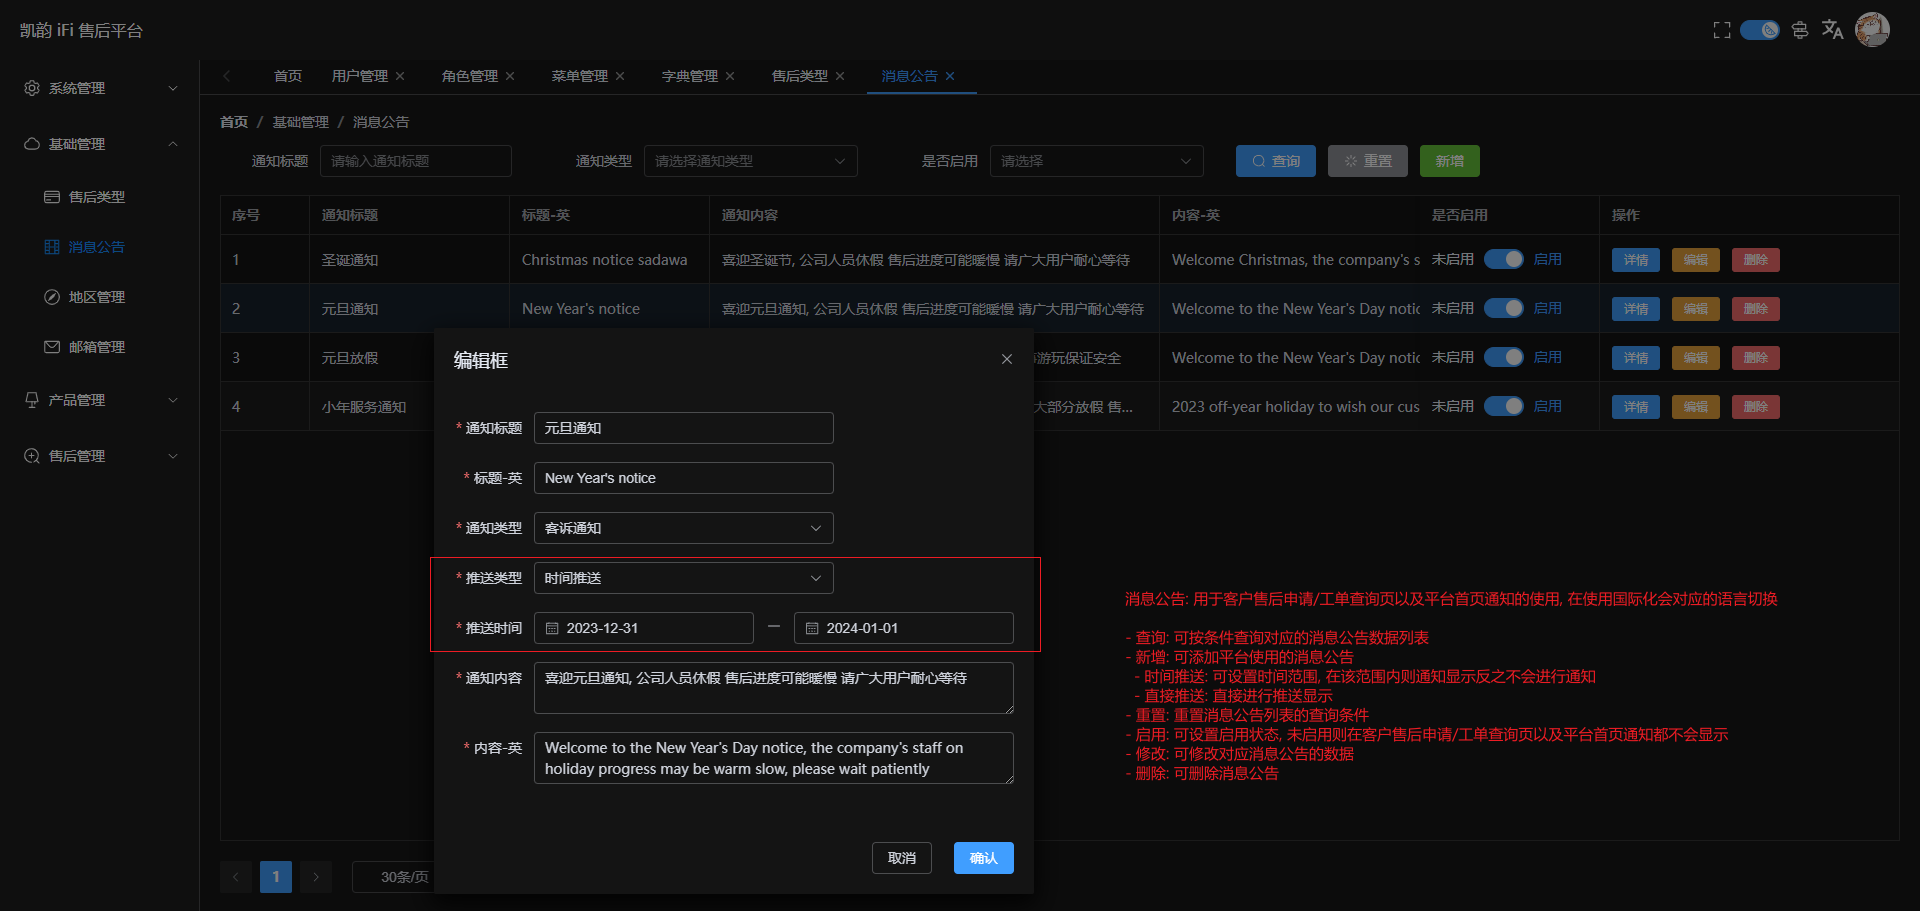 凯韵 iFi 售后平台
系统管理
基础管理
售后类型
消息公告
地区管理
邮箱管理
产品管理
售后管理
首页 用户管理 角色管理 菜单管理 字典管理 售后类型 消息公告
首页 / 基础管理 / 消息公告
通知标题 请输入通知标题 通知类型 请选择通知类型 是否启用 请选择 查询 重置 新增
序号 通知标题 标题-英 通知内容 内容-英 是否启用 操作
1 圣诞通知 Christmas notice sadawa 喜迎圣诞节, 公司人员休假 售后进度可能暖慢 请广大用户耐心等待 Welcome Christmas, the company's s 未启用 启用 详情 编辑 删除
2 元旦通知 New Year's notice 喜迎元旦通知, 公司人员休假 售后进度可能暖慢 请广大用户耐心等待 Welcome to the New Year's Day notic 未启用 启用 详情 编辑 删除
3 元旦放假 游玩保证安全 Welcome to the New Year's Day notic 未启用 启用 详情 编辑 删除
4 小年服务通知 大部分放假 售... 2023 off-year holiday to wish our cus 未启用 启用 详情 编辑 删除
编辑框
* 通知标题 元旦通知
* 标题-英 New Year's notice
* 通知类型 客诉通知
* 推送类型 时间推送
* 推送时间 2023-12-31 — 2024-01-01
* 通知内容 喜迎元旦通知, 公司人员休假 售后进度可能暖慢 请广大用户耐心等待
* 内容-英 Welcome to the New Year's Day notice, the company's staff on
holiday progress may be warm slow, please wait patiently
取消 确认
消息公告: 用于客户售后申请/工单查询页以及平台首页通知的使用, 在使用国际化会对应的语言切换
- 查询: 可按条件查询对应的消息公告数据列表
- 新增: 可添加平台使用的消息公告
- 时间推送: 可设置时间范围, 在该范围内则通知显示反之不会进行通知
- 直接推送: 直接进行推送显示
- 重置: 重置消息公告列表的查询条件
- 启用: 可设置启用状态, 未启用则在客户售后申请/工单查询页以及平台首页通知都不会显示
- 修改: 可修改对应消息公告的数据
- 删除: 可删除消息公告
1 30条/页